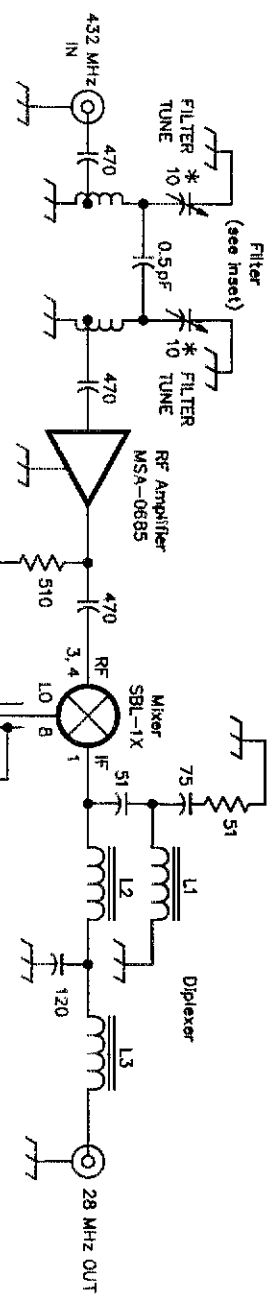 432 MHz
IN
470
FILTER
TUNE
*
10
Filter
(see inset)
0.5 pF
*
10
FILTER
TUNE
470
RF Amplifier
MSA-0685
510
470
RF
3, 4
LO
8
Mixer
SBL-1X
IF
1
51
75
51
L1
L2
Diplexer
120
L3
28 MHz OUT